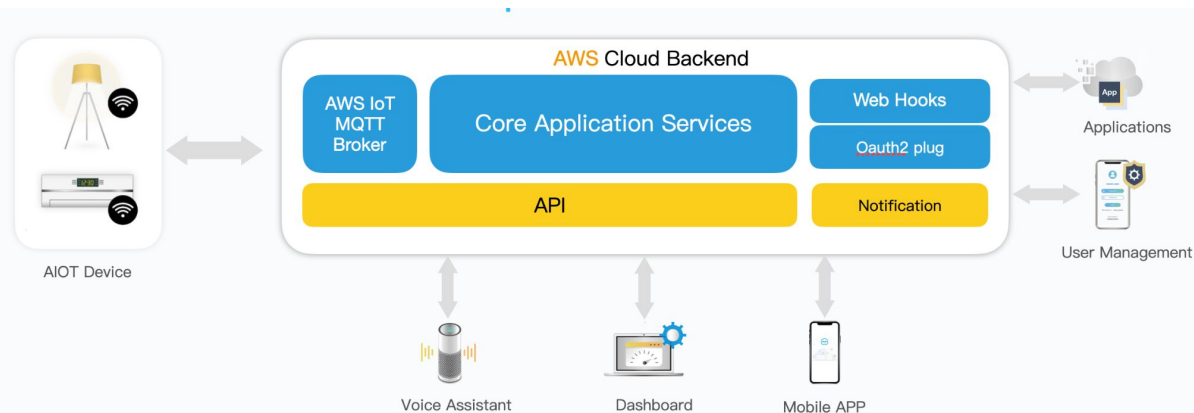 AWS Cloud Backend
AWS IoT
MQTT
Broker
Core Application Services
Web Hooks
Oauth2 plug
API
Notification
AIOT Device
App
Applications
User Management
Voice Assistant
Dashboard
Mobile APP